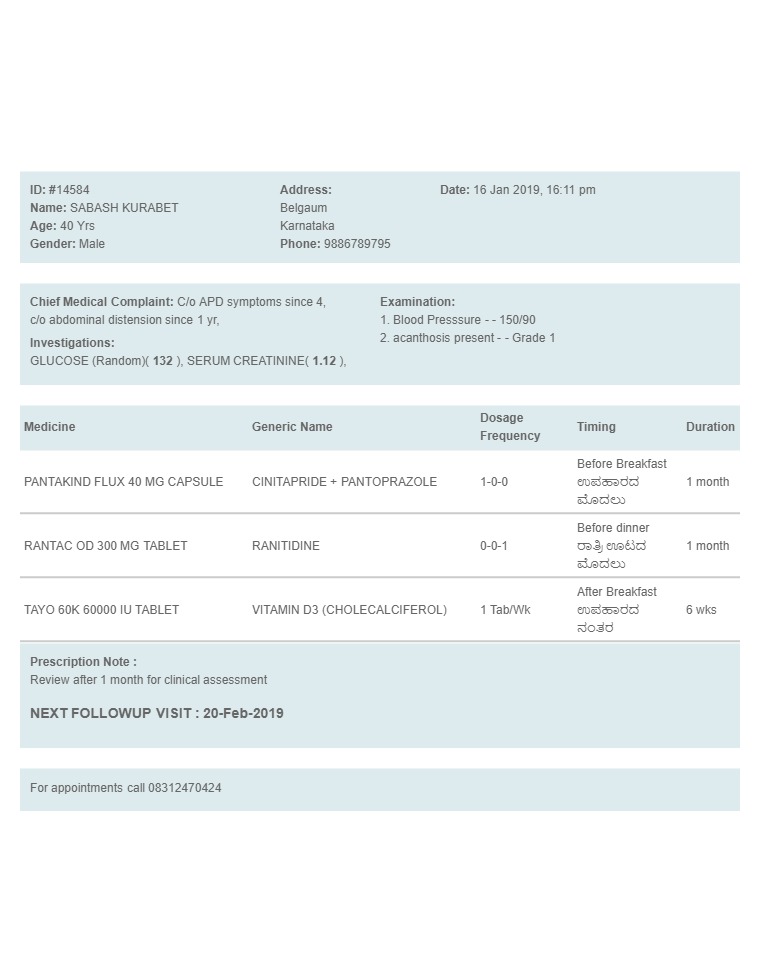 ID: #14584
Name: SABASH KURABET
Age: 40 Yrs
Gender: Male
Address:
Belgaum
Karnataka
Phone: 9886789795
Date: 16 Jan 2019, 16:11 pm
Chief Medical Complaint: C/o APD symptoms since 4,
c/o abdominal distension since 1 yr,
Investigations:
GLUCOSE (Random)( 132 ), SERUM CREATININE( 1.12 ),
Examination:
1. Blood Presssure - - 150/90
2. acanthosis present - - Grade 1
Medicine Generic Name Dosage Frequency Timing Duration
PANTAKIND FLUX 40 MG CAPSULE CINITAPRIDE + PANTOPRAZOLE 1-0-0 Before Breakfast 1 month
ಉಪಹಾರದ
ಮೊದಲು
RANTAC OD 300 MG TABLET RANITIDINE 0-0-1 Before dinner 1 month
ರಾತ್ರಿ ಊಟದ
ಮೊದಲು
TAYO 60K 60000 IU TABLET VITAMIN D3 (CHOLECALCIFEROL) 1 Tab/Wk After Breakfast 6 wks
ಉಪಹಾರದ
ನಂತರ
Prescription Note :
Review after 1 month for clinical assessment
NEXT FOLLOWUP VISIT : 20-Feb-2019
For appointments call 08312470424